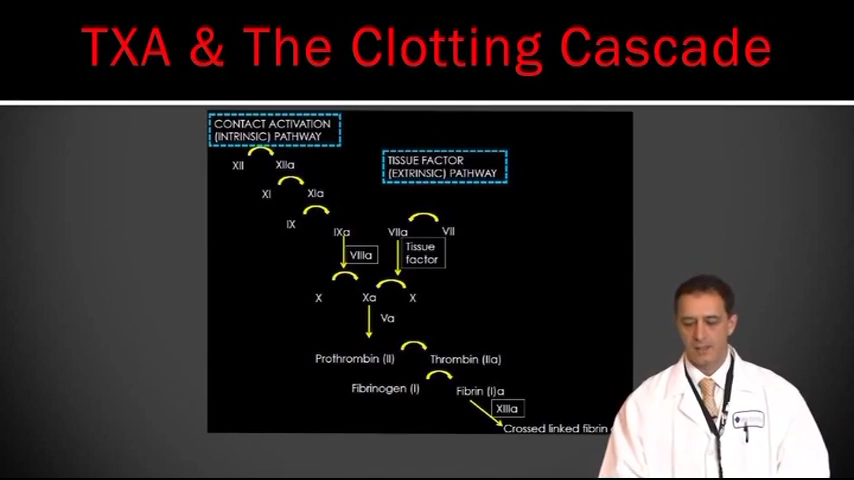 TXA & The Clotting Cascade
CONTACT ACTIVATION
(INTRINSIC) PATHWAY
TISSUE FACTOR
(EXTRINSIC) PATHWAY
XII XIIa
XI XIa
IX
IXa VIIa VII
VIIIa
Tissue
factor
X Xa X
Va
Prothrombin (II) Thrombin (IIa)
Fibrinogen (I) Fibrin (I)a
XIIIa
Crossed linked fibrin